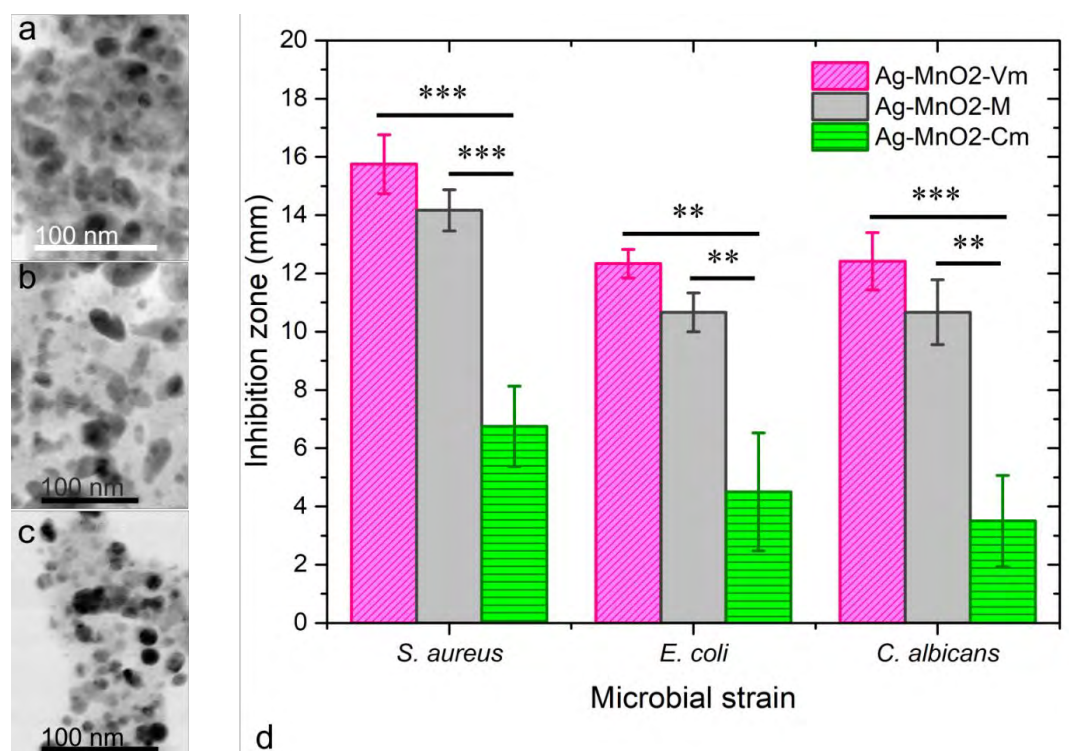 a
100 nm
b
100 nm
c
100 nm
d
Inhibition zone (mm)
20
18
16
14
12
10
8
6
4
2
0
Ag-MnO2-Vm
Ag-MnO2-M
Ag-MnO2-Cm
***
***
**
**
***
**
S. aureus
E. coli
C. albicans
Microbial strain